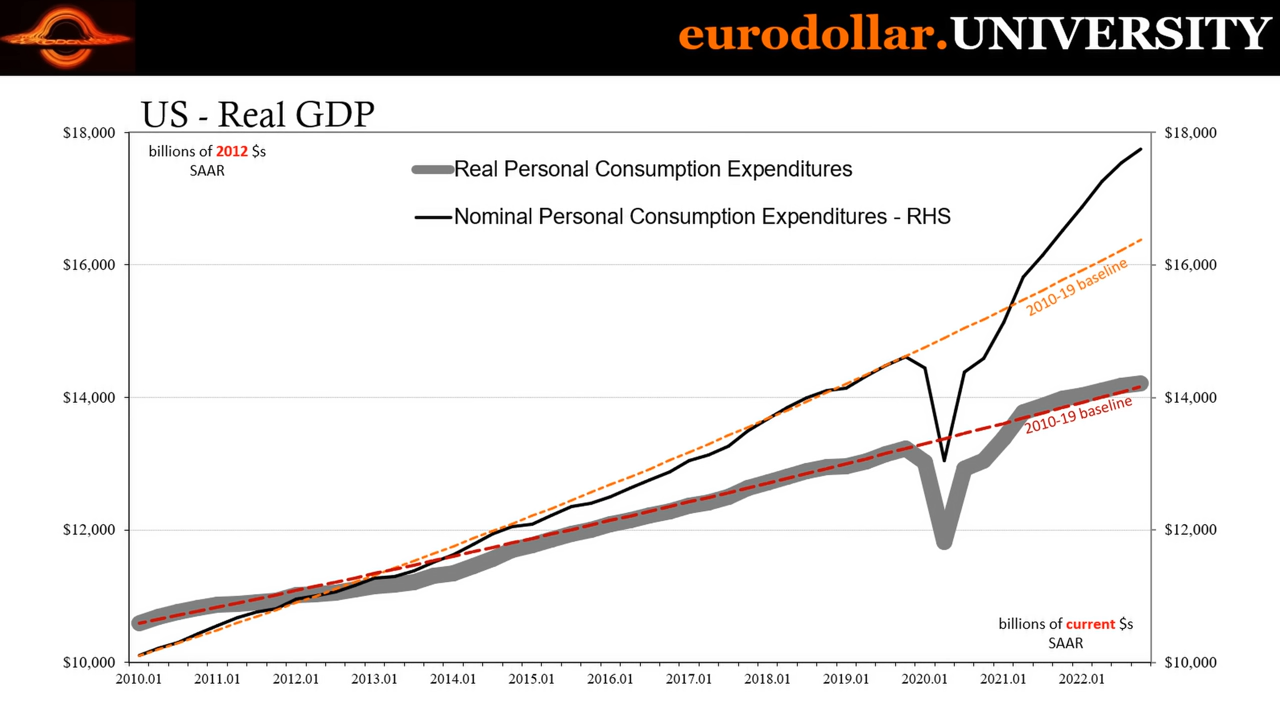 eurodollar.UNIVERSITY
US - Real GDP
$18,000
$18,000
billions of 2012 $s
SAAR
Real Personal Consumption Expenditures
Nominal Personal Consumption Expenditures - RHS
$16,000
$16,000
2010-19 baseline
$14,000
$14,000
2010-19 baseline
$12,000
$12,000
billions of current $s
SAAR
$10,000
$10,000
2010.01 2011.01 2012.01 2013.01 2014.01 2015.01 2016.01 2017.01 2018.01 2019.01 2020.01 2021.01 2022.01